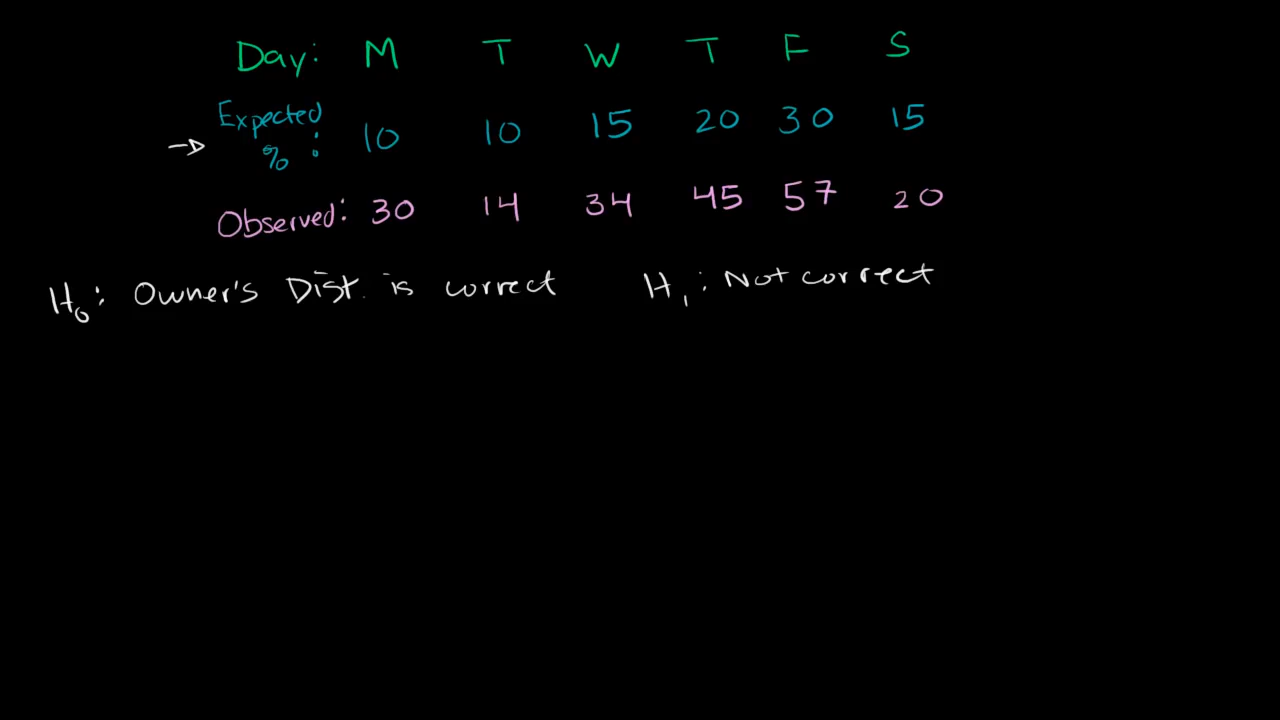 Day: M T W T F S
Expected
%: 10 10 15 20 30 15
Observed: 30 14 34 45 57 20
H₀: Owner's Dist. is correct H₁: Not correct